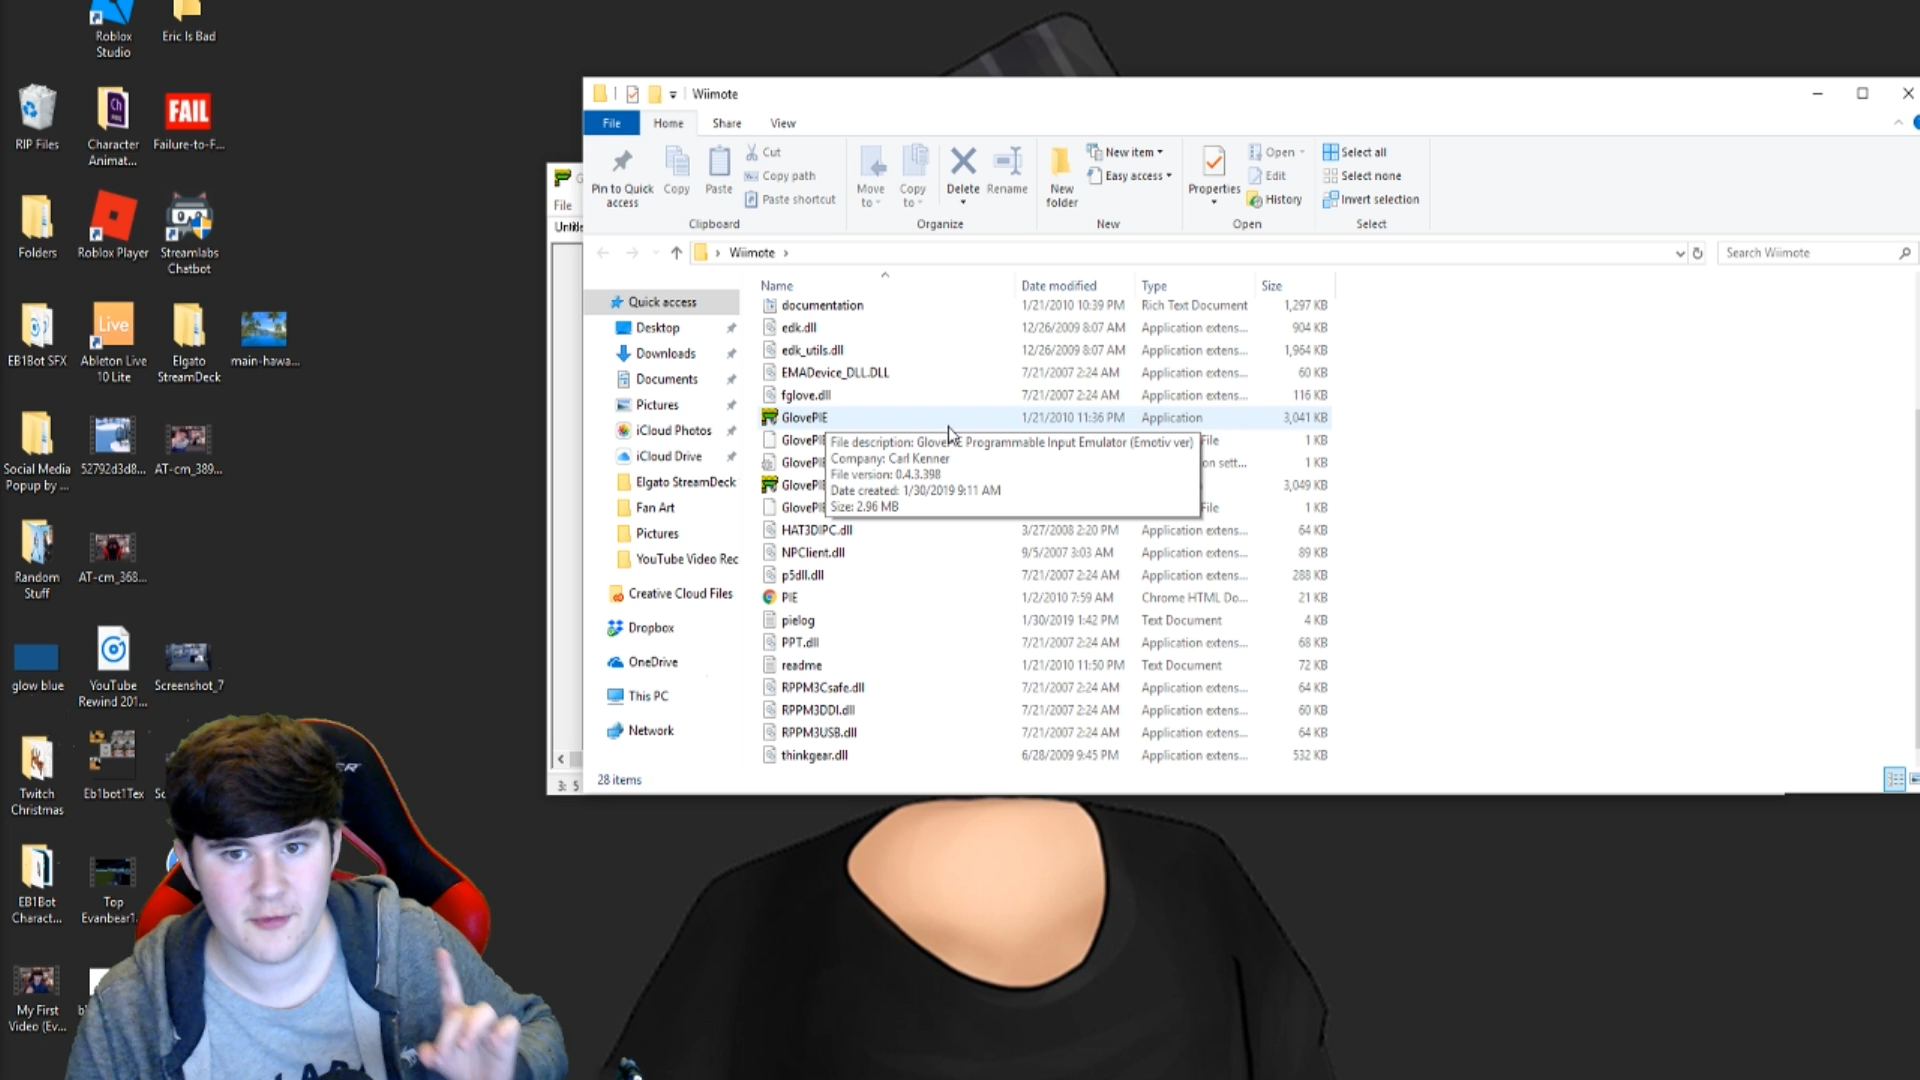 Roblox
Studio
Eric Is Bad
RIP Files
Ch
Character
Animat...
FAIL
Failure-to-F...
Folders
Roblox Player
Streamlabs
Chatbot
EB1Bot SFX
Live
Ableton Live
10 Lite
Elgato
StreamDeck
main-hawa...
Social Media
Popup by ...
52792d3d8...
AT-cm_389...
Random
Stuff
AT-cm_368...
glow blue
YouTube
Rewind 201...
Screenshot_7
Twitch
Christmas
Eb1bot1Tex
EB1Bot
Charact...
Top
Evanbear1
My First
Video (Ev...
File
3: 5
Wiimote
File Home Share View
Pin to Quick
access
Copy
Paste
Cut
Copy path
Paste shortcut
Clipboard
Move
to
Copy
to
Delete
Rename
Organize
New
folder
New item
Easy access
New
Properties
Open
Edit
History
Open
Select all
Select none
Invert selection
Select
Wiimote
Search Wiimote
Quick access
Desktop
Downloads
Documents
Pictures
iCloud Photos
iCloud Drive
Elgato StreamDeck
Fan Art
Pictures
YouTube Video Rec
Creative Cloud Files
Dropbox
OneDrive
This PC
Network
28 items
Name Date modified Type Size
documentation 1/21/2010 10:39 PM Rich Text Document 1,297 KB
edk.dll 12/26/2009 8:07 AM Application extens... 904 KB
edk_utils.dll 12/26/2009 8:07 AM Application extens... 1,964 KB
EMADevice_DLL.DLL 7/21/2007 2:24 AM Application extens... 60 KB
fglove.dll 7/21/2007 2:24 AM Application extens... 116 KB
GlovePIE 1/21/2010 11:36 PM Application 3,041 KB
GlovePIE File 1 KB
GlovePIE on sett... 1 KB
GlovePIE 3,049 KB
GlovePIE File 1 KB
File description: GlovePIE Programmable Input Emulator (Emotiv ver)
Company: Carl Kenner
File version: 0.4.3.398
Date created: 1/30/2019 9:11 AM
Size: 2.96 MB
HAT3DIPC.dll 3/27/2008 2:20 PM Application extens... 64 KB
NPClient.dll 9/5/2007 3:03 AM Application extens... 89 KB
p5dll.dll 7/21/2007 2:24 AM Application extens... 288 KB
PIE 1/2/2010 7:59 AM Chrome HTML Do... 21 KB
pielog 1/30/2019 1:42 PM Text Document 4 KB
PPT.dll 7/21/2007 2:24 AM Application extens... 68 KB
readme 1/21/2010 11:50 PM Text Document 72 KB
RPPM3Csafe.dll 7/21/2007 2:24 AM Application extens... 64 KB
RPPM3DDI.dll 7/21/2007 2:24 AM Application extens... 60 KB
RPPM3USB.dll 7/21/2007 2:24 AM Application extens... 64 KB
thinkgear.dll 6/28/2009 9:45 PM Application extens... 532 KB